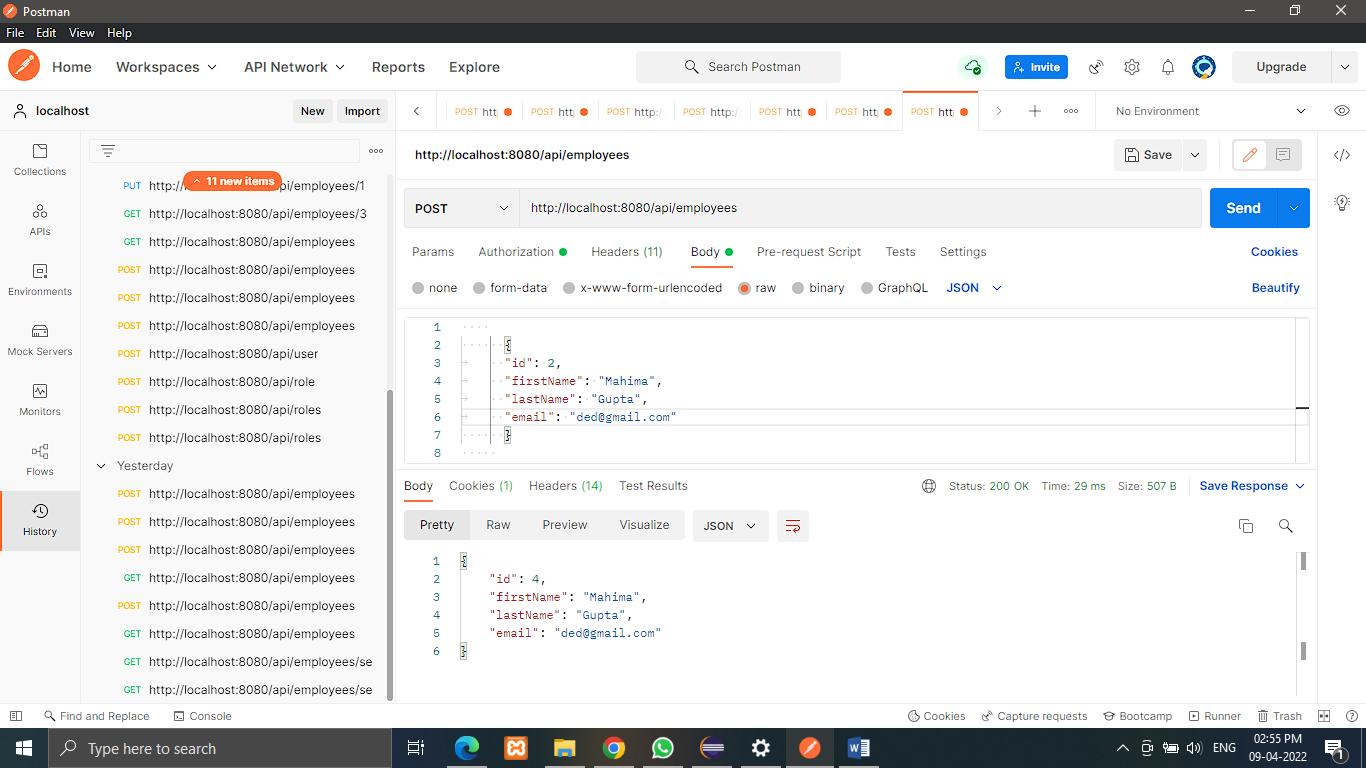 Postman
File Edit View Help
Home Workspaces API Network Reports Explore Search Postman Invite Upgrade
localhost New Import POST POST POST http:/ POST http:/ POST POST POST No Environment
http://localhost:8080/api/employees Save
Collections
APIs
Environments
Mock Servers
Monitors
Flows
History
11 new items
PUT /api/employees/1
GET http://localhost:8080/api/employees/3
GET http://localhost:8080/api/employees
POST http://localhost:8080/api/employees
POST http://localhost:8080/api/employees
POST http://localhost:8080/api/employees
POST http://localhost:8080/api/user
POST http://localhost:8080/api/role
POST http://localhost:8080/api/roles
POST http://localhost:8080/api/roles
Yesterday
POST http://localhost:8080/api/employees
POST http://localhost:8080/api/employees
POST http://localhost:8080/api/employees
GET http://localhost:8080/api/employees
POST http://localhost:8080/api/employees
GET http://localhost:8080/api/employees
GET http://localhost:8080/api/employees/se
GET http://localhost:8080/api/employees/se
POST http://localhost:8080/api/employees Send
Params Authorization Headers (11) Body Pre-request Script Tests Settings Cookies
none form-data x-www-form-urlencoded raw binary GraphQL JSON Beautify
1
2 {
3 "id": 2,
4 "firstName": "Mahima",
5 "lastName": "Gupta",
6 "email": "ded@gmail.com"
7 }
8
Body Cookies (1) Headers (14) Test Results Status: 200 OK Time: 29 ms Size: 507 B Save Response
Pretty Raw Preview Visualize JSON
1 {
2 "id": 4,
3 "firstName": "Mahima",
4 "lastName": "Gupta",
5 "email": "ded@gmail.com"
6 }
Find and Replace Console Cookies Capture requests Bootcamp Runner Trash
Type here to search ENG 02:55 PM
09-04-2022 1